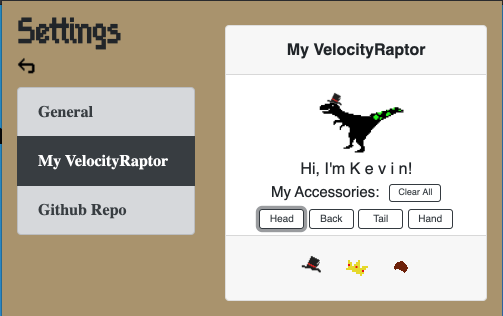 Settings
General
My VelocityRaptor
Github Repo
My VelocityRaptor
Hi, I'm K e v i n!
My Accessories: Clear All
Head Back Tail Hand